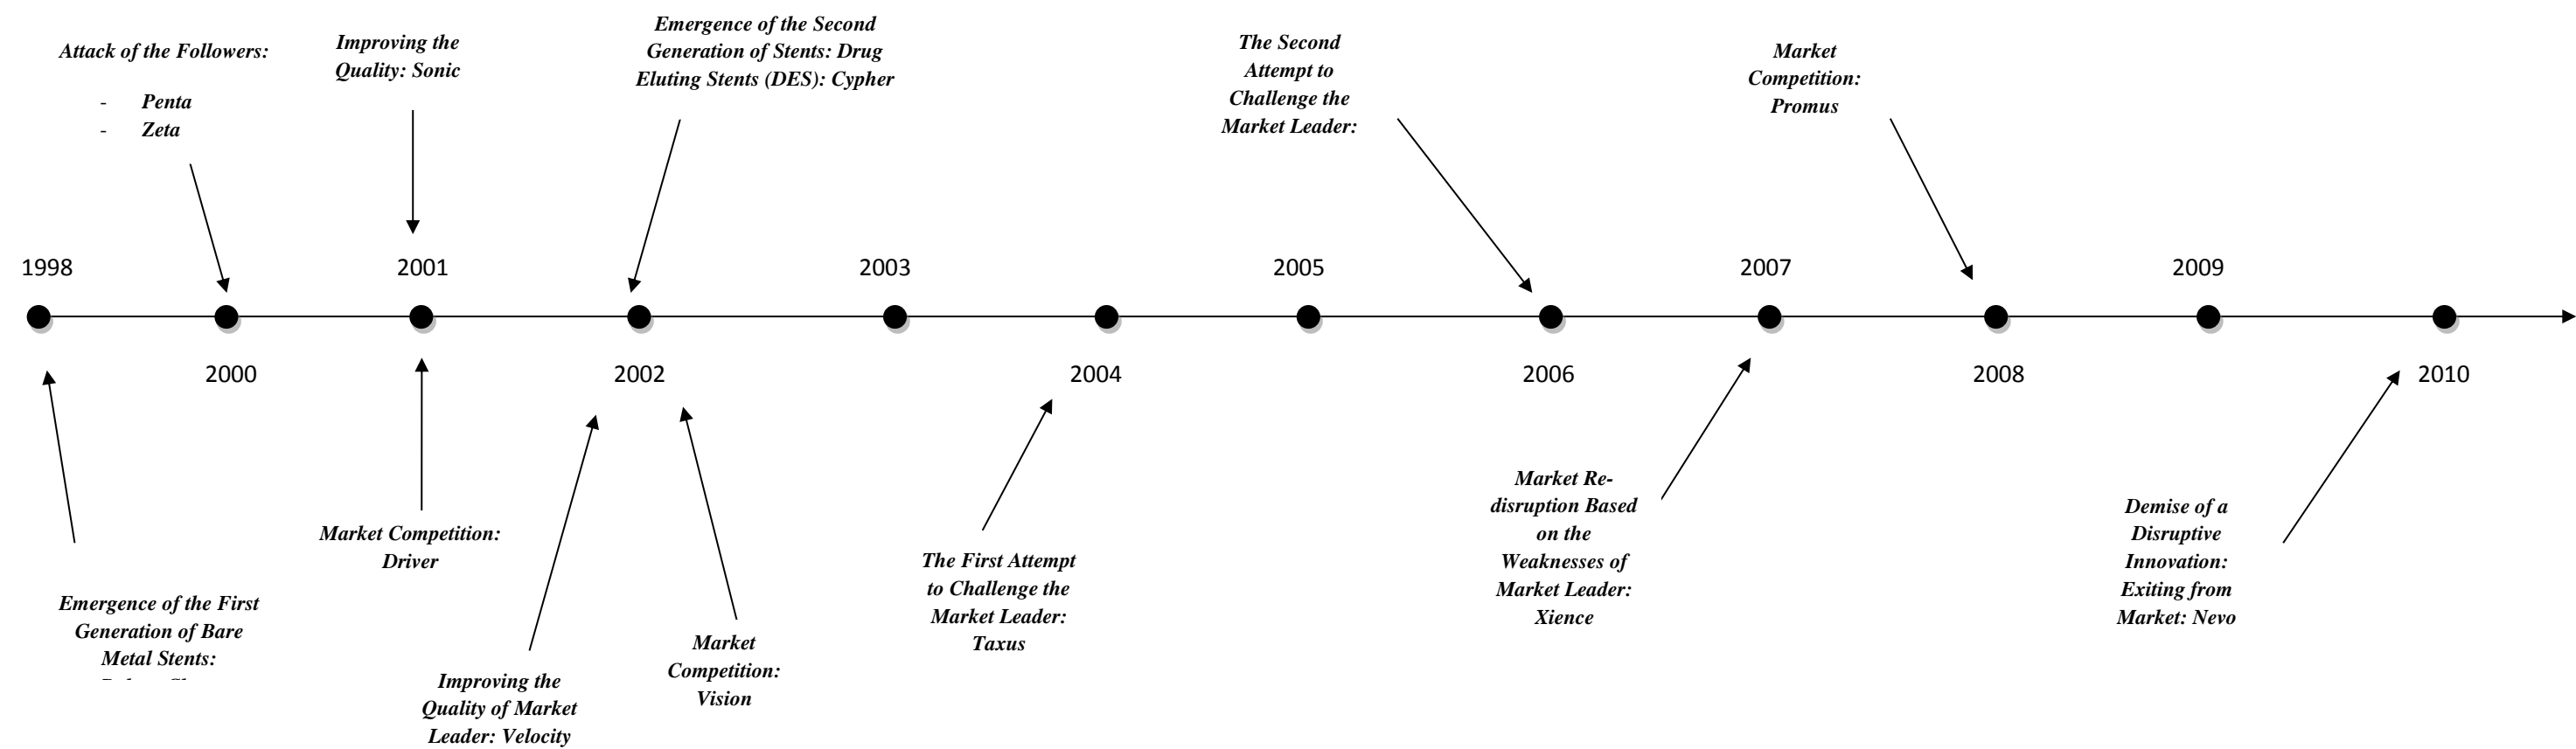 Attack of the Followers:
- Penta
- Zeta
Improving the
Quality: Sonic
Emergence of the Second
Generation of Stents: Drug
Eluting Stents (DES): Cypher
The Second
Attempt to
Challenge the
Market Leader:
Market
Competition:
Promus
1998
2001
2003
2005
2007
2009
2000
2002
2004
2006
2008
2010
Emergence of the First
Generation of Bare
Metal Stents:
Market Competition:
Driver
Improving the
Quality of Market
Leader: Velocity
Market
Competition:
Vision
The First Attempt
to Challenge the
Market Leader:
Taxus
Market Re-
disruption Based
on the
Weaknesses of
Market Leader:
Xience
Demise of a
Disruptive
Innovation:
Exiting from
Market: Nevo